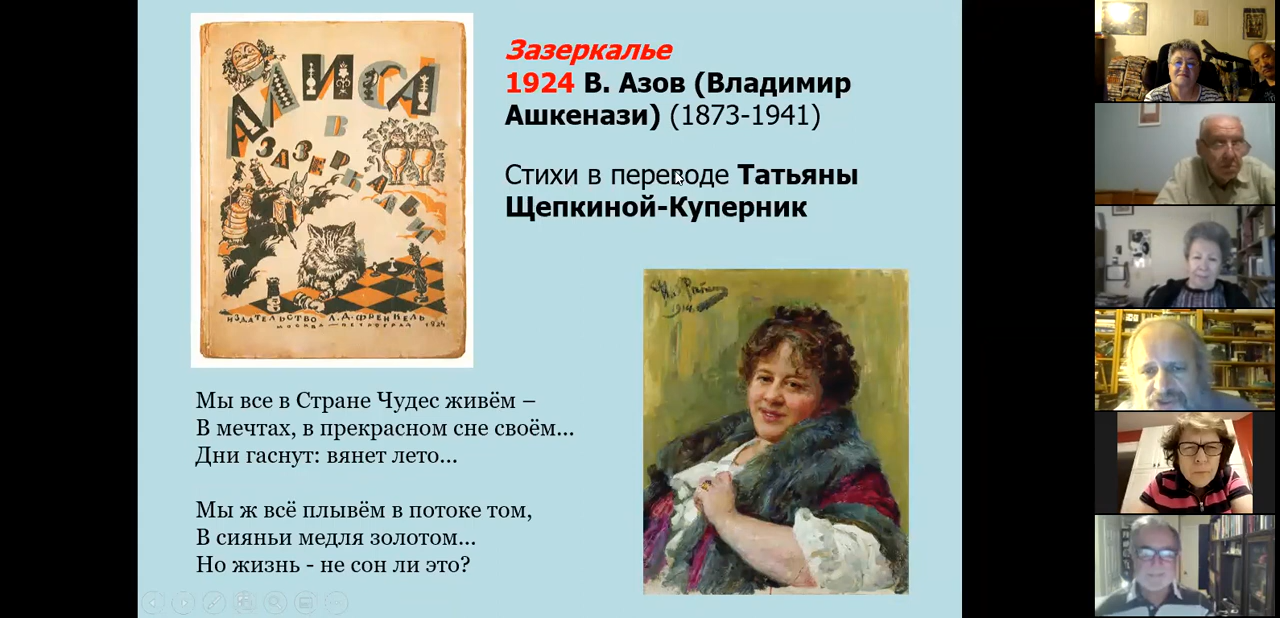 АЛИСА
В
ЗАЗЕРКАЛЬИ
ИЗДАТЕЛЬСТВО Л.Д.ФРЕНКЕЛЬ
МОСКВА — ПЕТРОГРАД 1924
Зазеркалье
1924 В. Азов (Владимир
Ашкенази) (1873-1941)
Стихи в переводе Татьяны
Щепкиной-Куперник
1914
Мы все в Стране Чудес живём –
В мечтах, в прекрасном сне своём...
Дни гаснут: вянет лето...
Мы ж всё плывём в потоке том,
В сияньи медля золотом...
Но жизнь - не сон ли это?